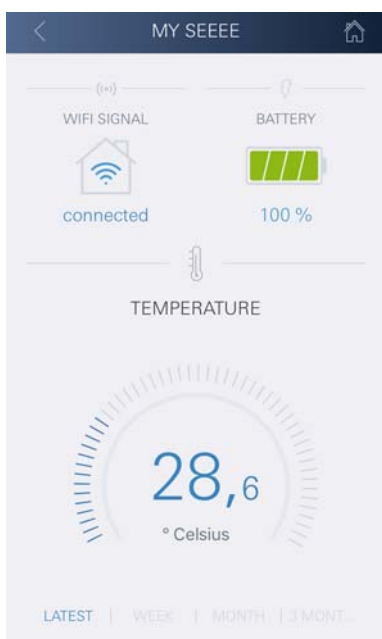 MY SEEEE
WIFI SIGNAL
BATTERY
connected
100 %
TEMPERATURE
28,6
° Celsius
LATEST | WEEK | MONTH | 3 MONT...